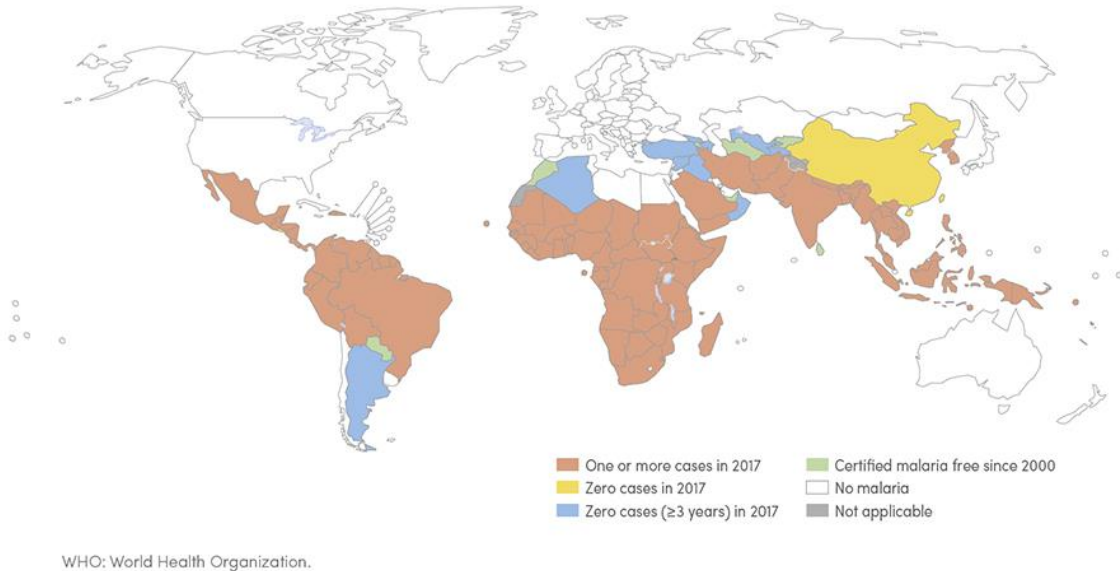 One or more cases in 2017
Zero cases in 2017
Zero cases (≥3 years) in 2017
Certified malaria free since 2000
No malaria
Not applicable
WHO: World Health Organization.